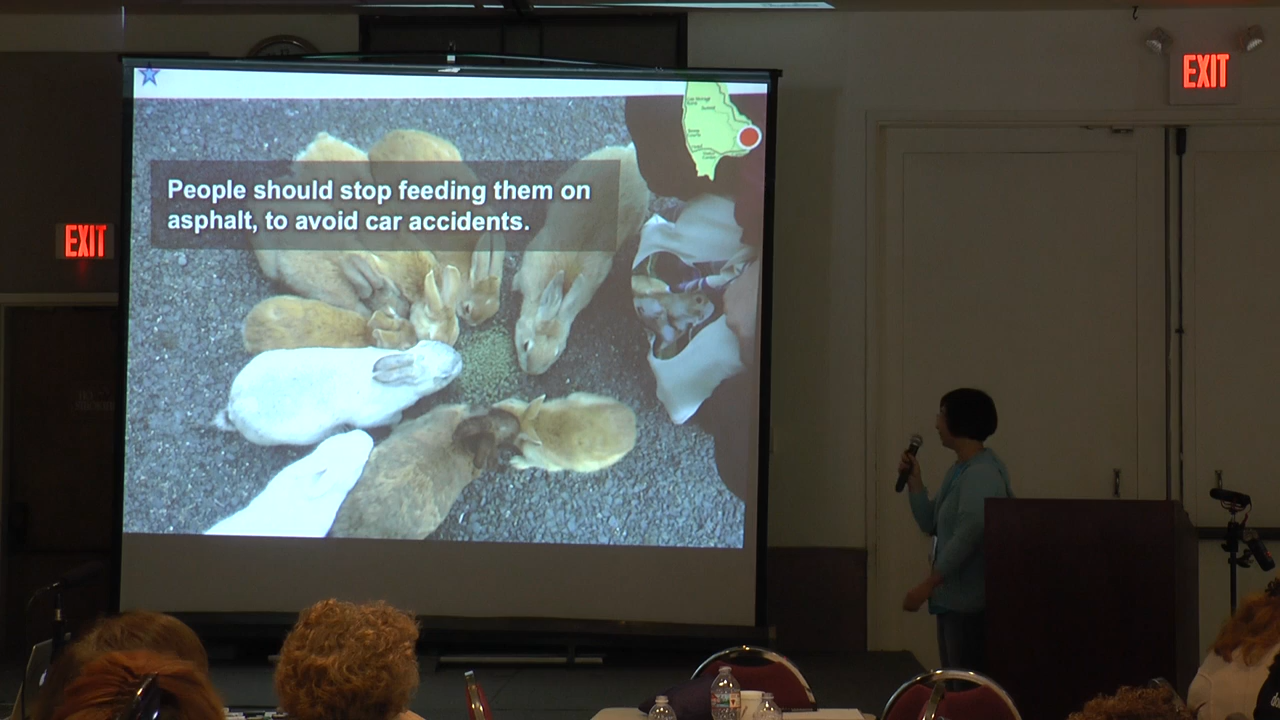 People should stop feeding them on
asphalt, to avoid car accidents.
EXIT
EXIT